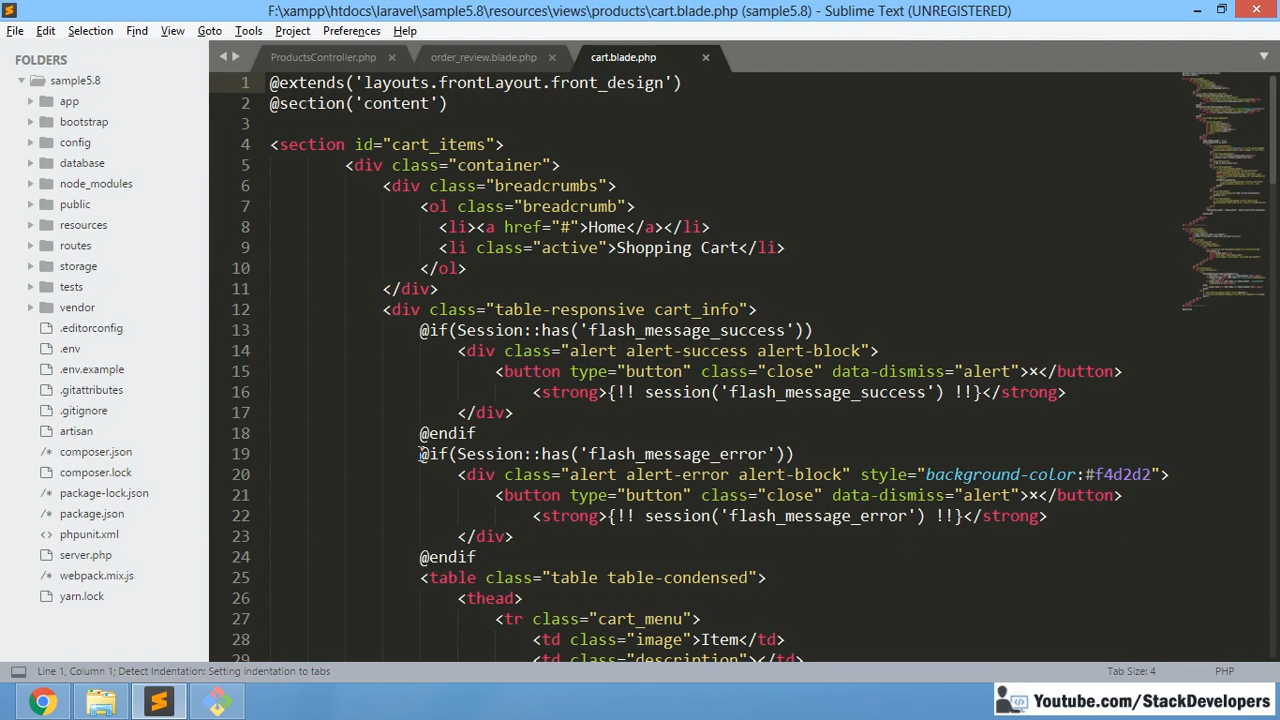 F:\xampp\htdocs\laravel\sample5.8\resources\views\products\cart.blade.php (sample5.8) - Sublime Text (UNREGISTERED)
File Edit Selection Find View Goto Tools Project Preferences Help
FOLDERS
sample5.8
app
bootstrap
config
database
node_modules
public
resources
routes
storage
tests
vendor
.editorconfig
.env
.env.example
.gitattributes
.gitignore
artisan
/* composer.json
composer.lock
/* package-lock.json
/* package.json
<> phpunit.xml
server.php
/* webpack.mix.js
yarn.lock
ProductsController.php × order_review.blade.php × cart.blade.php ×
1 @extends('layouts.frontLayout.front_design')
2 @section('content')
3
4 <section id="cart_items">
5 <div class="container">
6 <div class="breadcrumbs">
7 <ol class="breadcrumb">
8 <li><a href="#">Home</a></li>
9 <li class="active">Shopping Cart</li>
10 </ol>
11 </div>
12 <div class="table-responsive cart_info">
13 @if(Session::has('flash_message_success'))
14 <div class="alert alert-success alert-block">
15 <button type="button" class="close" data-dismiss="alert">×</button>
16 <strong>{!! session('flash_message_success') !!}</strong>
17 </div>
18 @endif
19 @if(Session::has('flash_message_error'))
20 <div class="alert alert-error alert-block" style="background-color:#f4d2d2">
21 <button type="button" class="close" data-dismiss="alert">×</button>
22 <strong>{!! session('flash_message_error') !!}</strong>
23 </div>
24 @endif
25 <table class="table table-condensed">
26 <thead>
27 <tr class="cart_menu">
28 <td class="image">Item</td>
29 <td class="description"></td>
Line 1, Column 1; Detect Indentation: Setting indentation to tabs
Tab Size: 4
PHP
Youtube.com/StackDevelopers